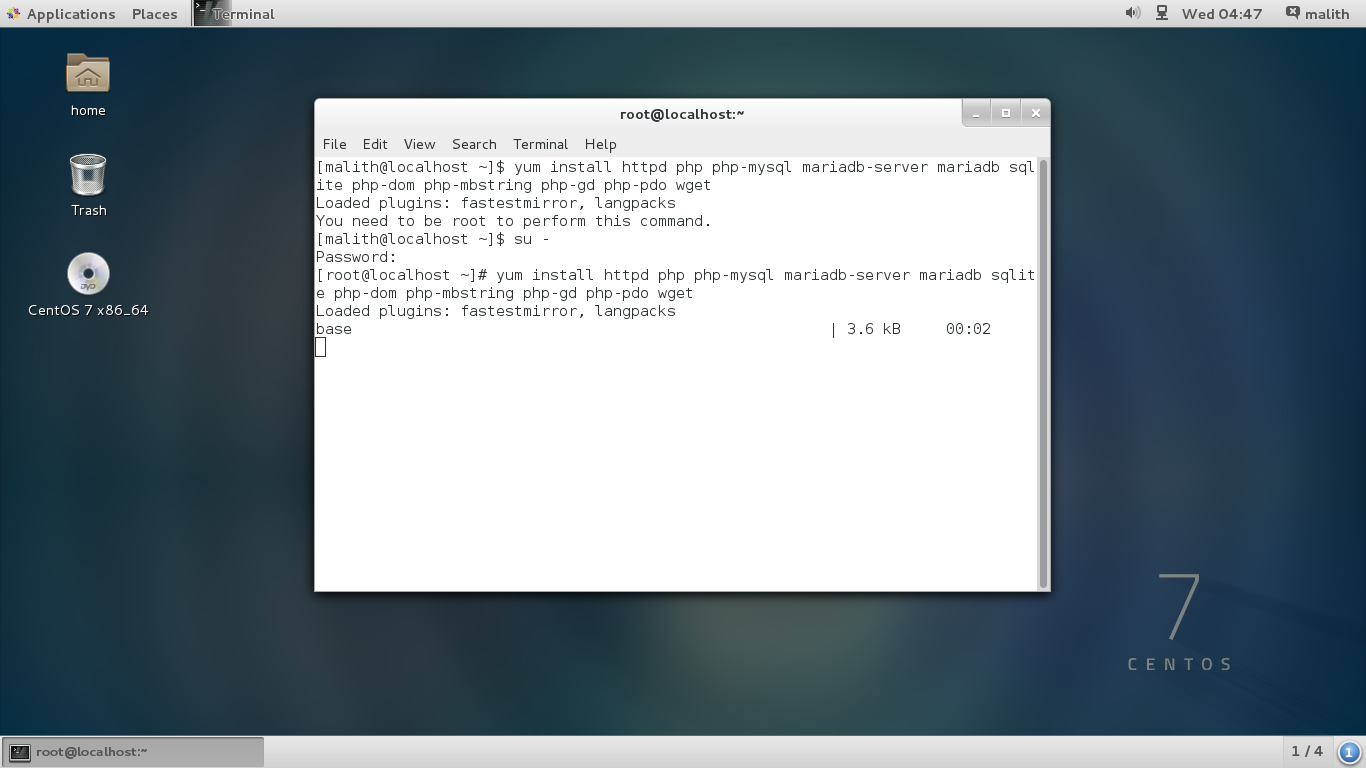 Applications Places Terminal Wed 04:47 malith
home
Trash
CentOS 7 x86_64
DVD
root@localhost:~
File Edit View Search Terminal Help
[malith@localhost ~]$ yum install httpd php php-mysql mariadb-server mariadb sql
ite php-dom php-mbstring php-gd php-pdo wget
Loaded plugins: fastestmirror, langpacks
You need to be root to perform this command.
[malith@localhost ~]$ su -
Password:
[root@localhost ~]# yum install httpd php php-mysql mariadb-server mariadb sqlit
e php-dom php-mbstring php-gd php-pdo wget
Loaded plugins: fastestmirror, langpacks
base | 3.6 kB 00:02
7
CENTOS
root@localhost:~ 1 / 4 1